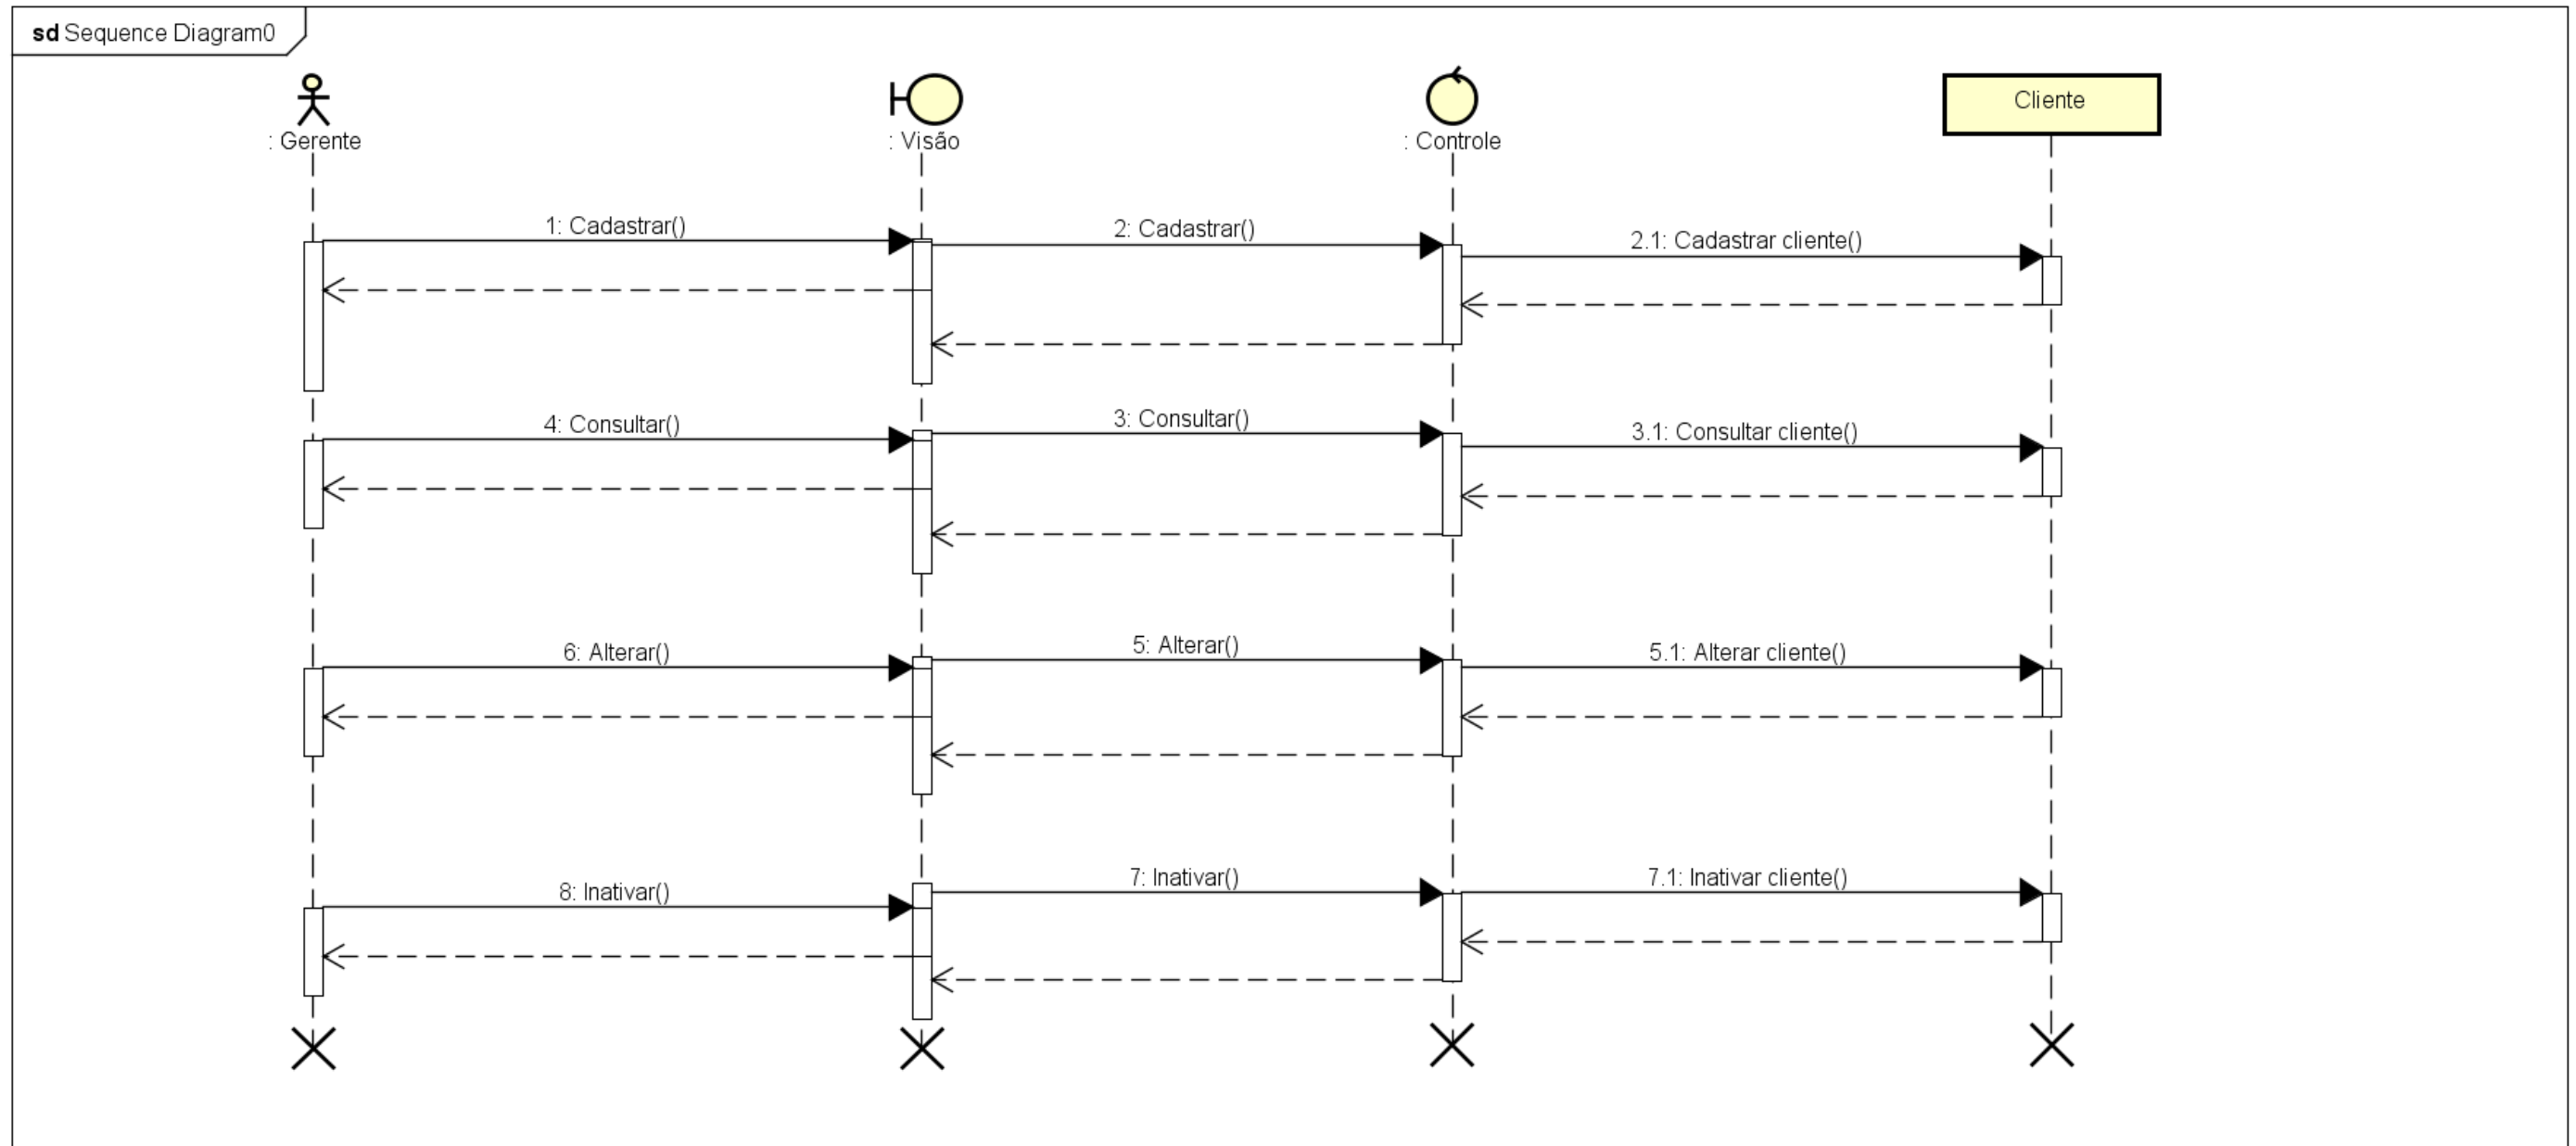 sd Sequence Diagram0
: Gerente
: Visão
: Controle
Cliente
1: Cadastrar()
2: Cadastrar()
2.1: Cadastrar cliente()
4: Consultar()
3: Consultar()
3.1: Consultar cliente()
6: Alterar()
5: Alterar()
5.1: Alterar cliente()
8: Inativar()
7: Inativar()
7.1: Inativar cliente()